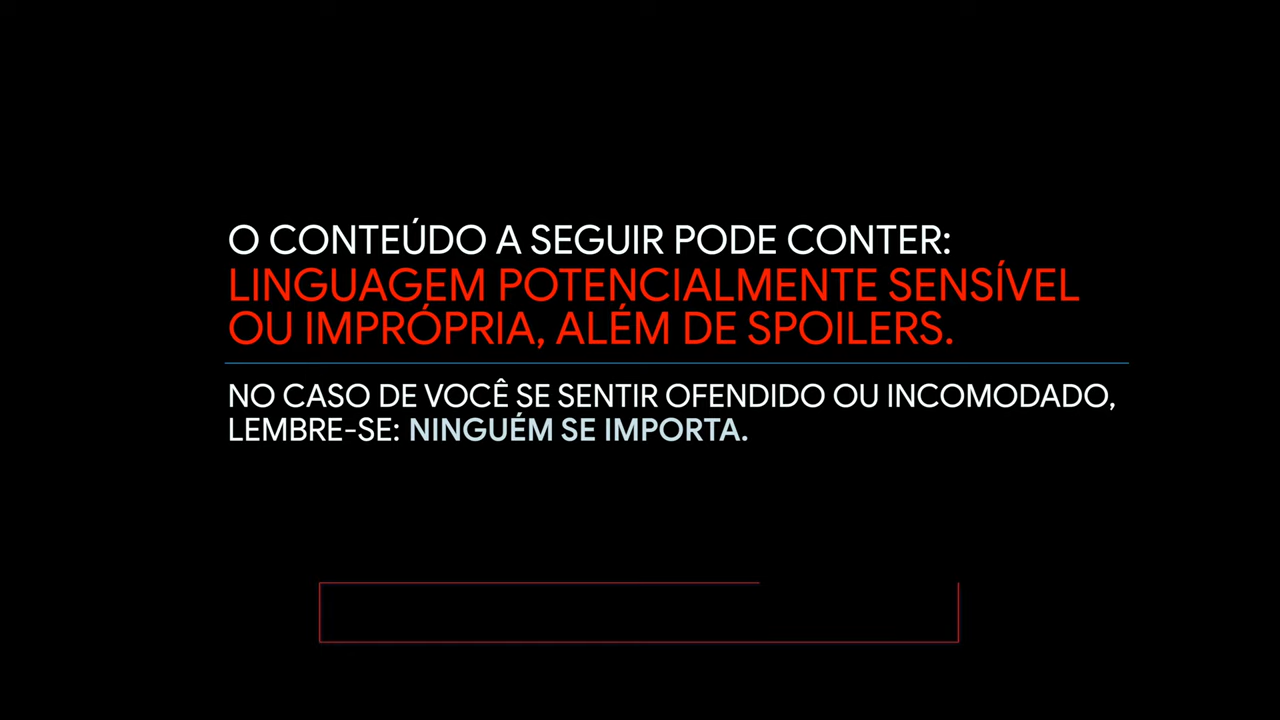 O CONTEÚDO A SEGUIR PODE CONTER:
LINGUAGEM POTENCIALMENTE SENSÍVEL
OU IMPRÓPRIA, ALÉM DE SPOILERS.
NO CASO DE VOCÊ SE SENTIR OFENDIDO OU INCOMODADO,
LEMBRE-SE: NINGUÉM SE IMPORTA.